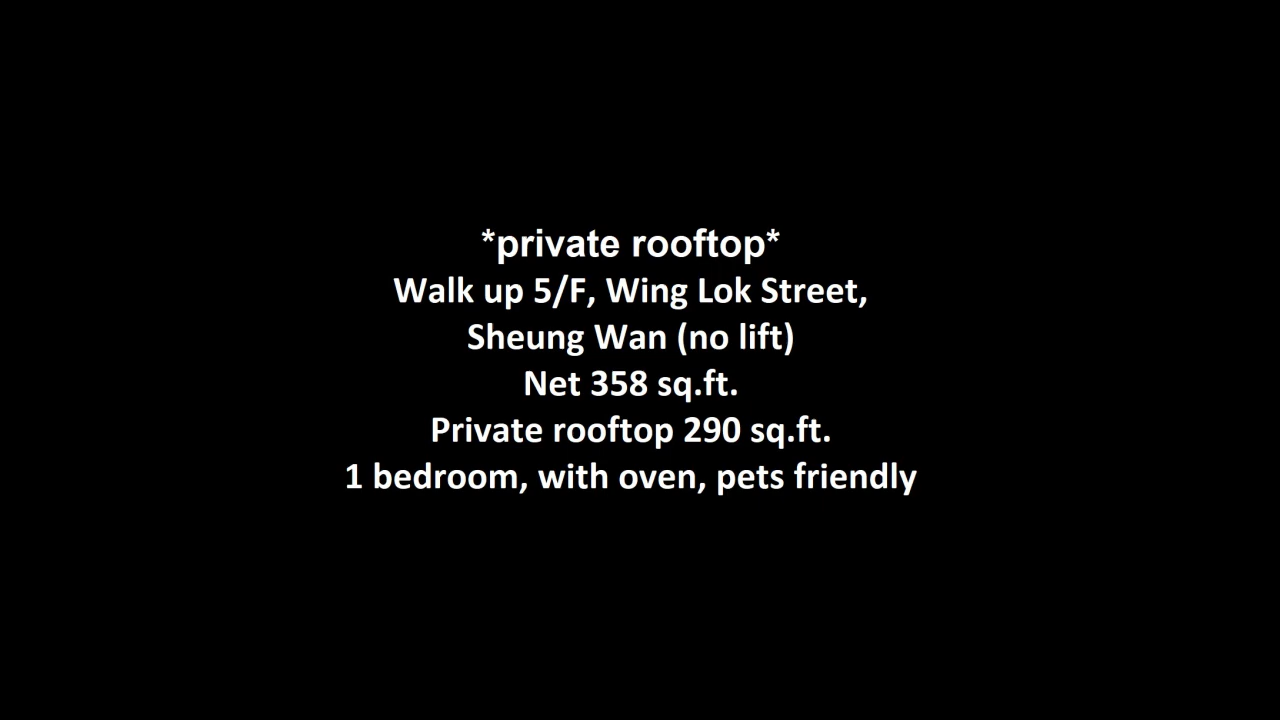 *private rooftop*
Walk up 5/F, Wing Lok Street,
Sheung Wan (no lift)
Net 358 sq.ft.
Private rooftop 290 sq.ft.
1 bedroom, with oven, pets friendly